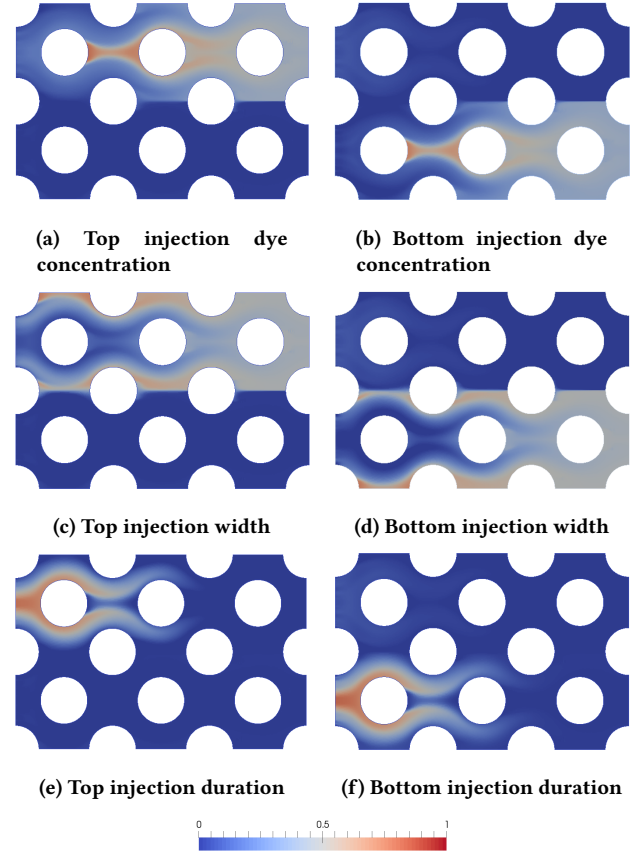 (a) Top injection dye
concentration
(b) Bottom injection dye
concentration
(c) Top injection width
(d) Bottom injection width
(e) Top injection duration
(f) Bottom injection duration
0 0.5 1